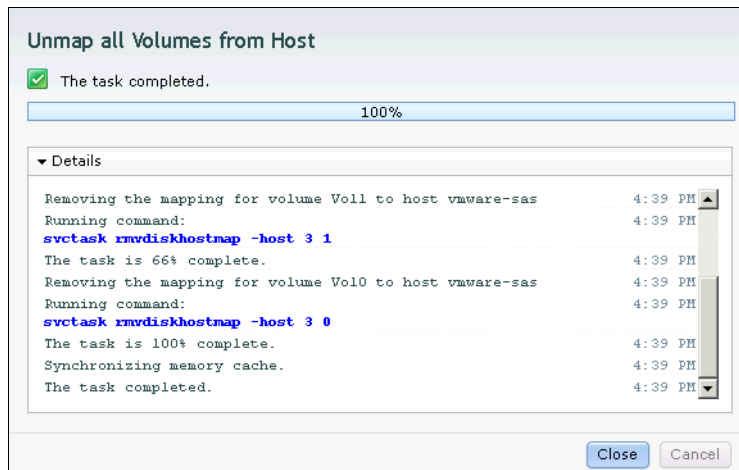 Unmap all Volumes from Host
The task completed.
100%
Details
Removing the mapping for volume Vol1 to host vmware-sas 4:39 PM
Running command: 4:39 PM
svctask rmvdiskhostmap -host 3 1
The task is 66% complete. 4:39 PM
Removing the mapping for volume Vol0 to host vmware-sas 4:39 PM
Running command: 4:39 PM
svctask rmvdiskhostmap -host 3 0
The task is 100% complete. 4:39 PM
Synchronizing memory cache. 4:39 PM
The task completed. 4:39 PM
Close Cancel